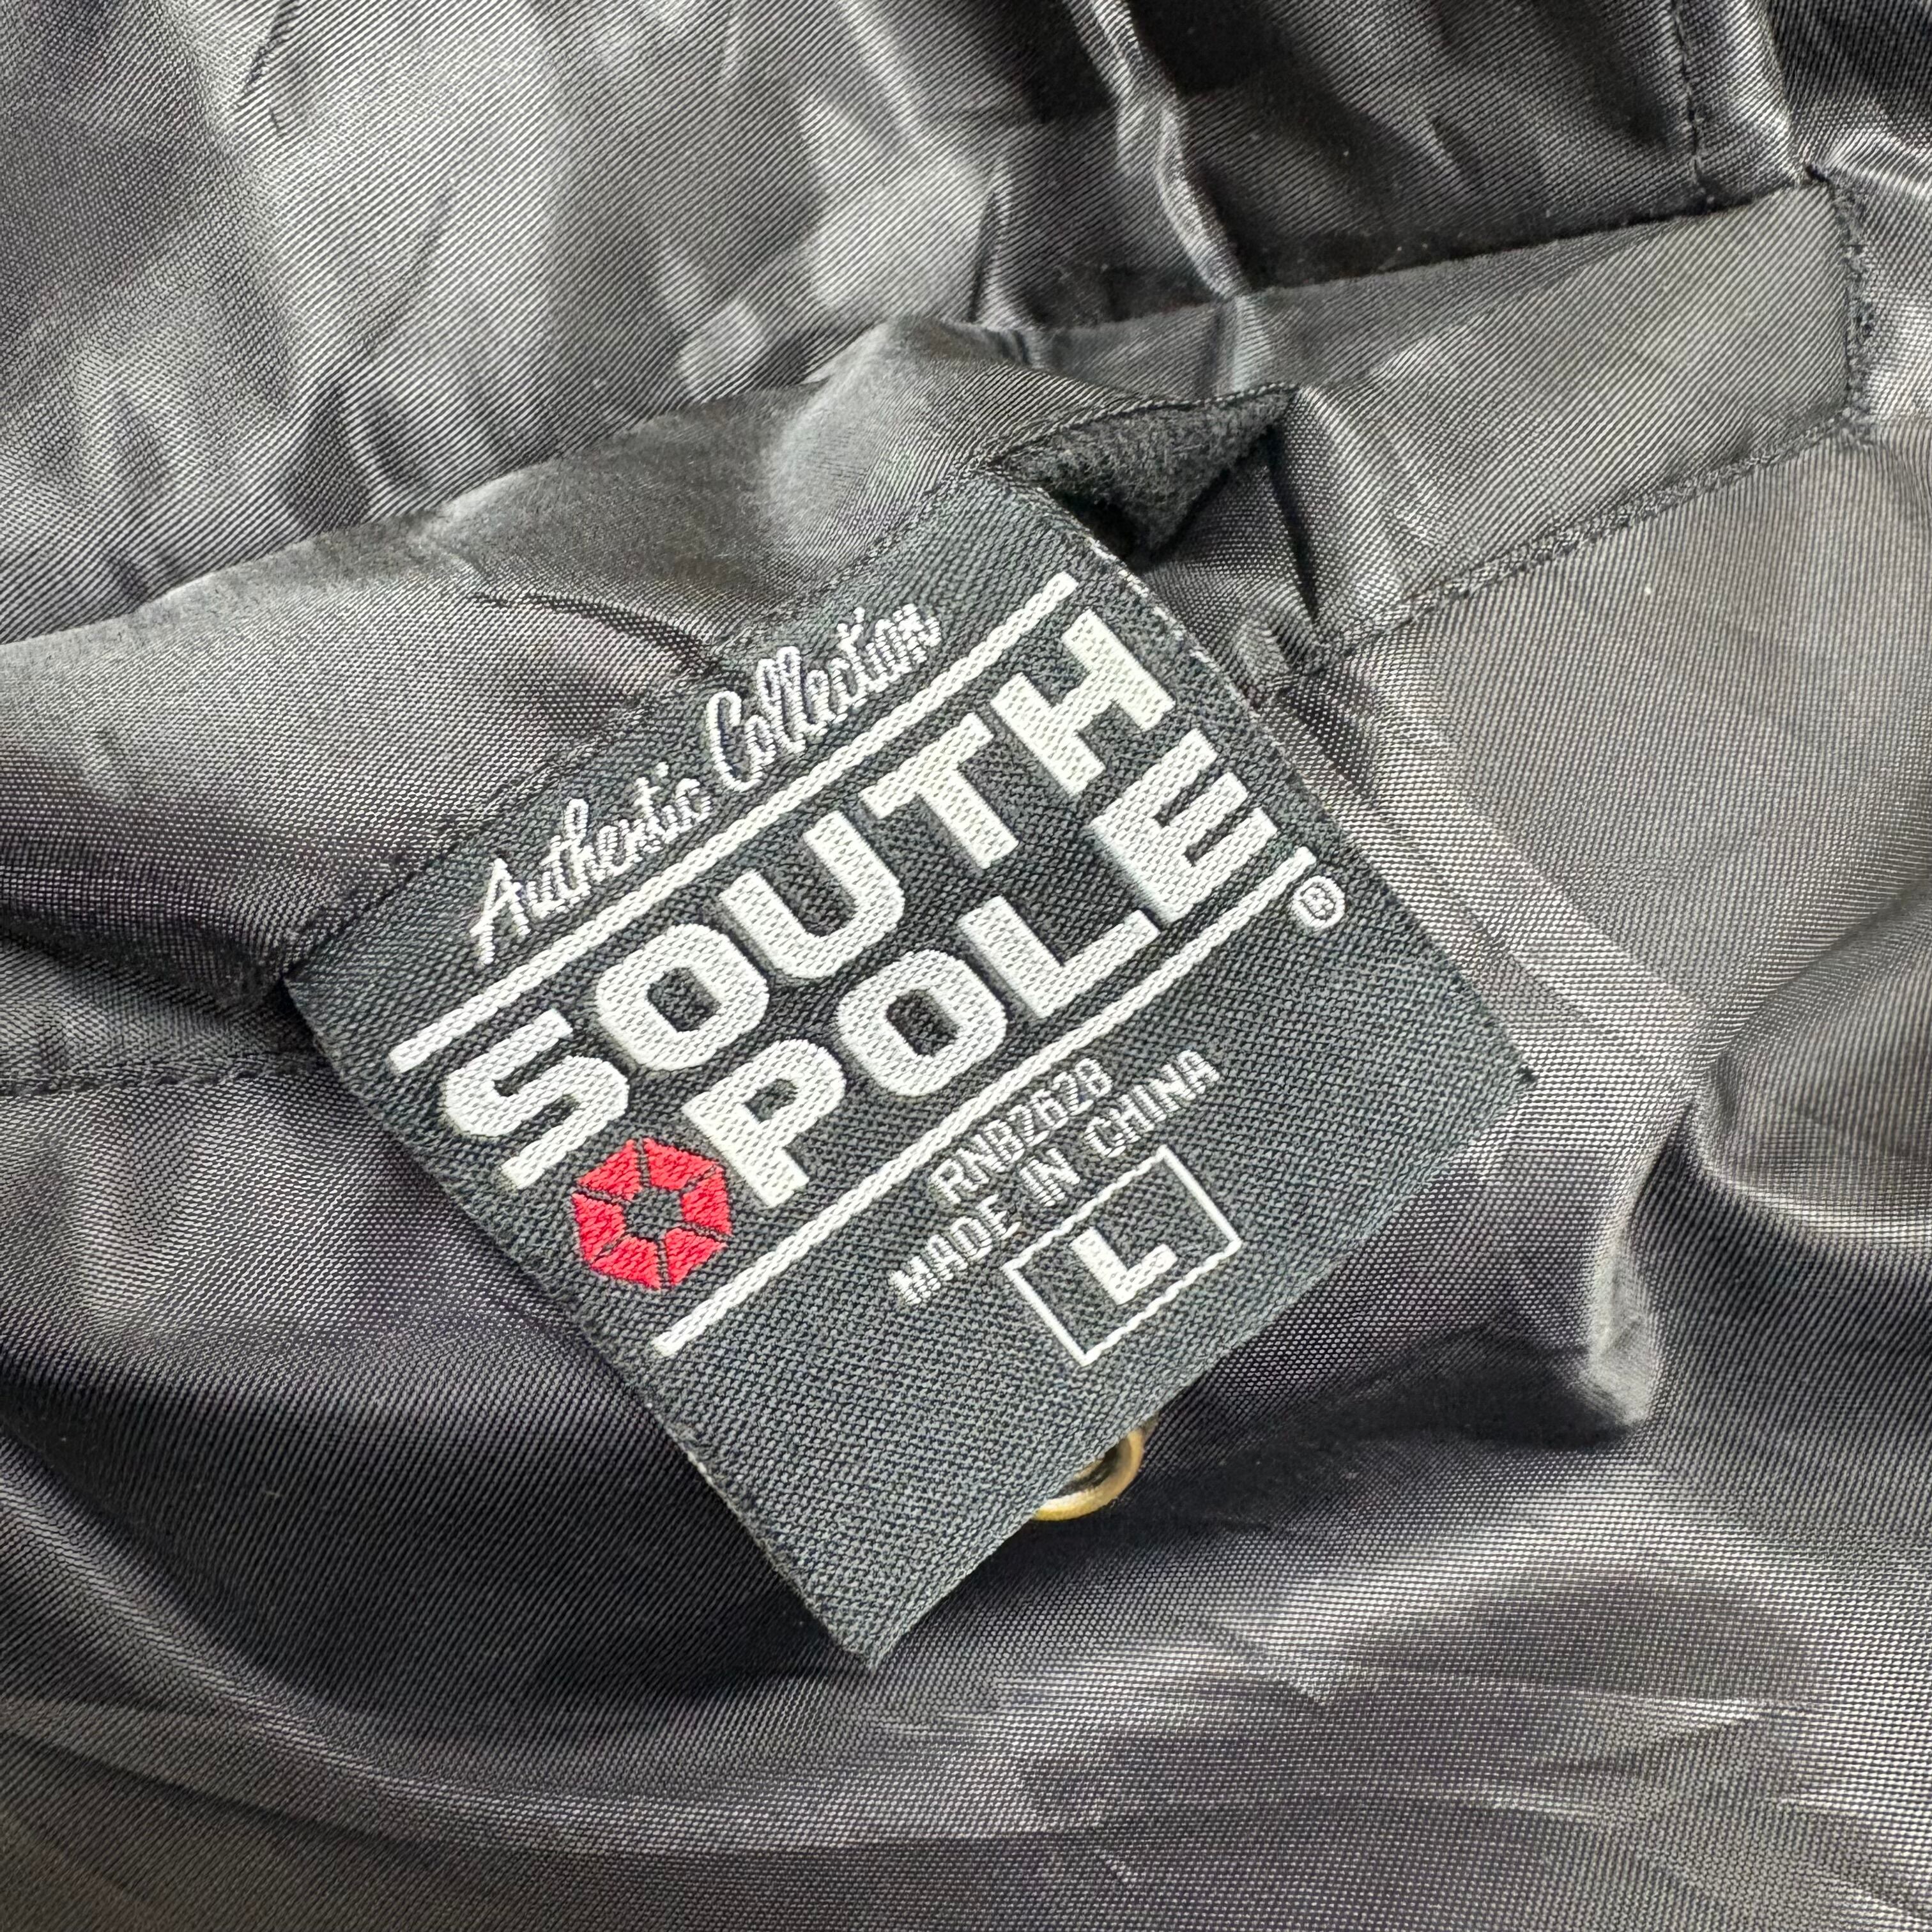 Authentic Collection
SOUTH
POLE®
RN82628
MADE IN CHINA
L